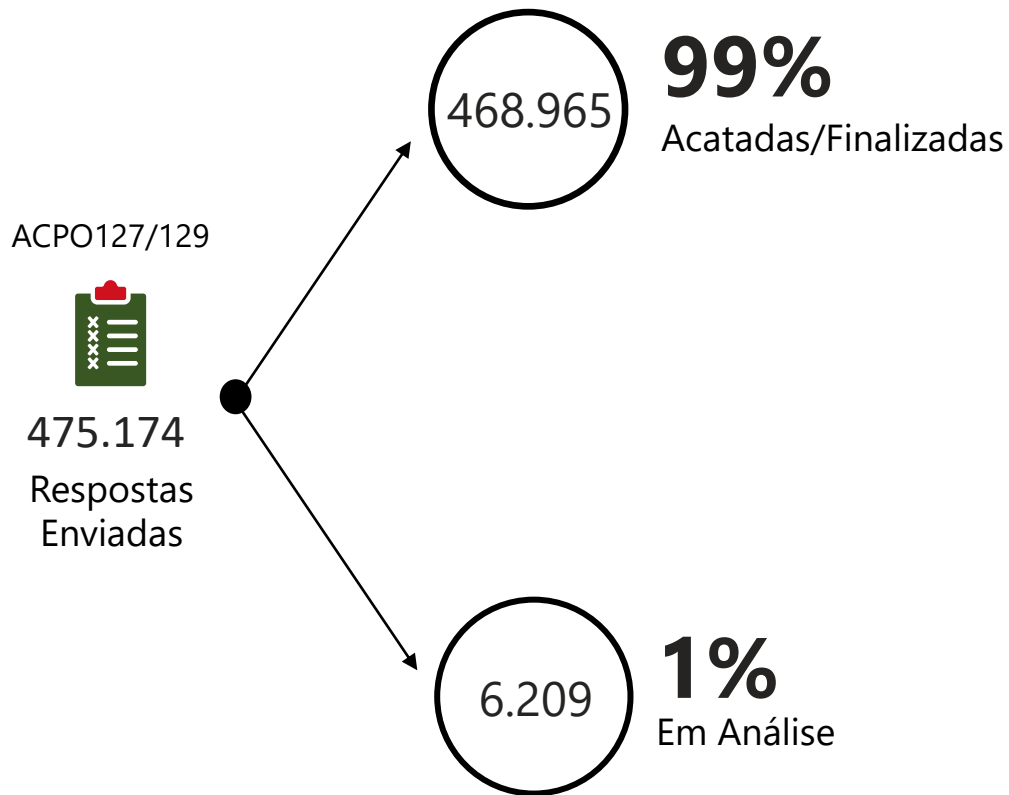 ACPO127/129
475.174
Respostas
Enviadas
468.965
99%
Acatadas/Finalizadas
6.209
1%
Em Análise